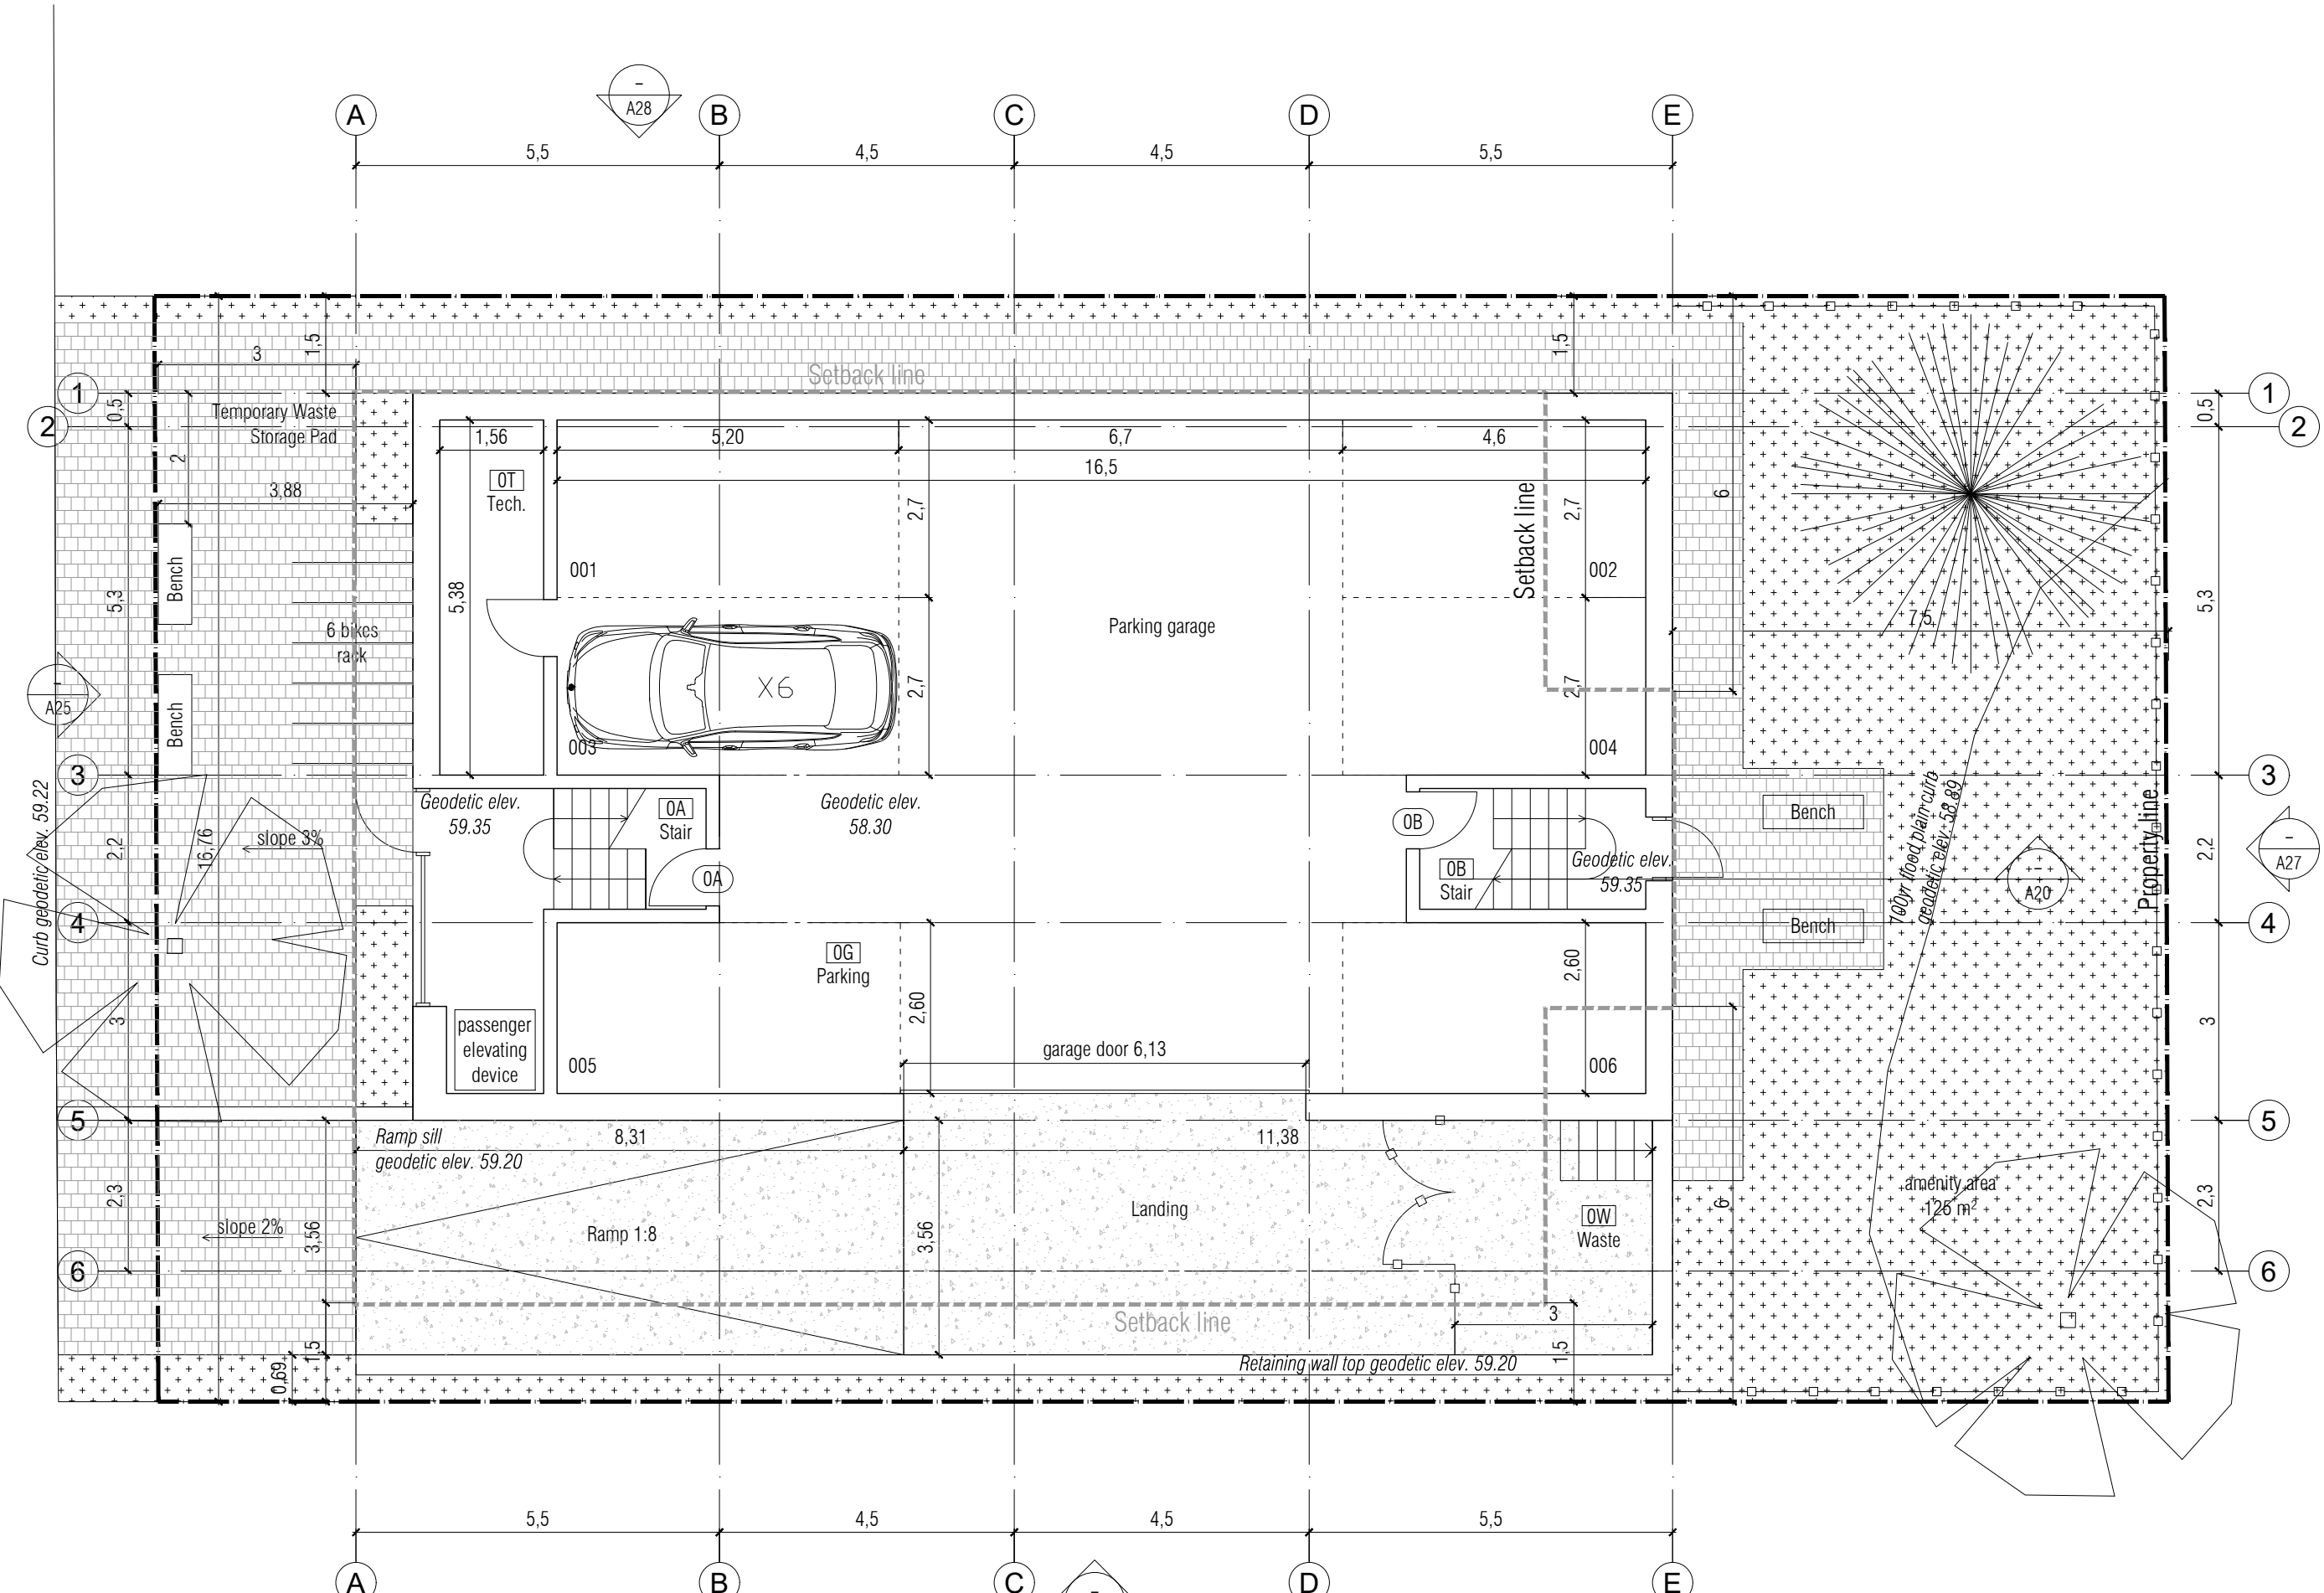 -
A28
A
B
C
D
E
5,5
4,5
4,5
5,5
3
1,5
1,5
Setback line
1
0,5
2
Temporary Waste
Storage Pad
2
3,88
1,56
5,20
6,7
4,6
16,5
0T
Tech.
2,7
2,7
Setback line
6
1
0,5
2
Bench
5,3
5,38
001
002
5,3
6 bikes
rack
Parking garage
7,5
X6
2,7
2,7
-
A25
Bench
003
004
3
3
Curb geodetic elev. 59.22
2,2
16,76
slope 3%
Geodetic elev.
59.35
0A
Stair
0A
Geodetic elev.
58.30
0B
0B
Stair
Geodetic elev.
59.35
Bench
Bench
100yr flood plain curb
geodetic elev. 58.89
-
A20
Property line
2,2
-
A27
4
4
0G
Parking
3
2,60
2,60
3
passenger
elevating
device
005
garage door 6,13
006
5
5
Ramp sill
geodetic elev. 59.20
8,31
11,38
2,3
slope 2%
3,56
Ramp 1:8
3,56
Landing
0W
Waste
6
amenity area
125 m²
2,3
6
6
Setback line
3
1,5
0,69
1,5
Retaining wall top geodetic elev. 59.20
5,5
4,5
4,5
5,5
A
B
C
-
D
E